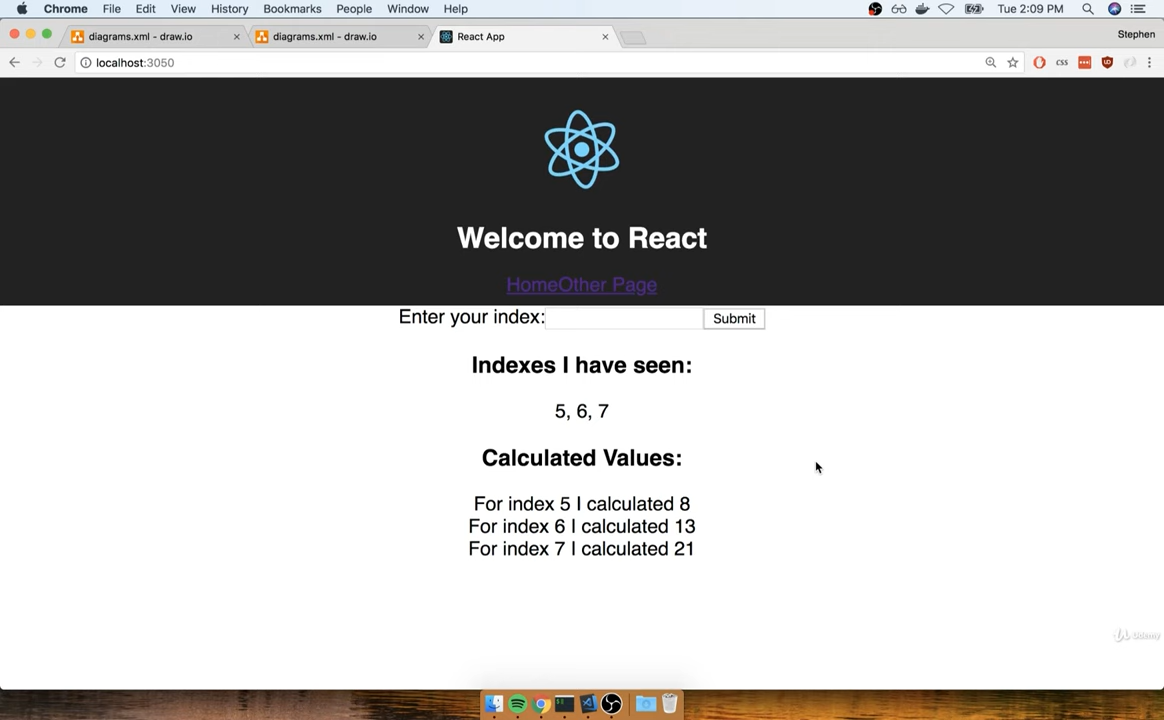 Chrome File Edit View History Bookmarks People Window Help Tue 2:09 PM
diagrams.xml - draw.io diagrams.xml - draw.io React App Stephen
localhost:3050 CSS
Welcome to React
HomeOther Page
Enter your index: Submit
Indexes I have seen:
5, 6, 7
Calculated Values:
For index 5 I calculated 8
For index 6 I calculated 13
For index 7 I calculated 21
Udemy